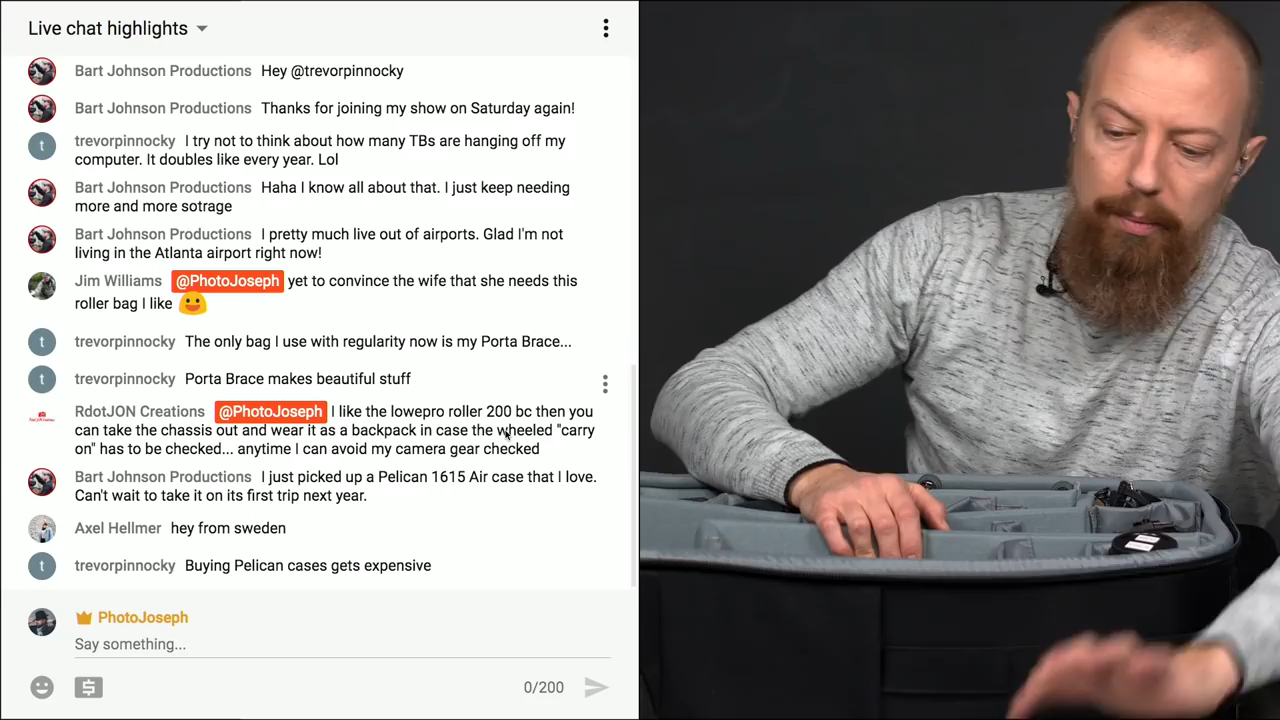 Live chat highlights
Bart Johnson Productions Hey @trevorpinnocky
Bart Johnson Productions Thanks for joining my show on Saturday again!
t
trevorpinnocky I try not to think about how many TBs are hanging off my
computer. It doubles like every year. Lol
Bart Johnson Productions Haha I know all about that. I just keep needing
more and more sotrage
Bart Johnson Productions I pretty much live out of airports. Glad I'm not
living in the Atlanta airport right now!
Jim Williams @PhotoJoseph yet to convince the wife that she needs this
roller bag I like
t
trevorpinnocky The only bag I use with regularity now is my Porta Brace...
t
trevorpinnocky Porta Brace makes beautiful stuff
RdotJON Creations @PhotoJoseph I like the lowepro roller 200 bc then you
can take the chassis out and wear it as a backpack in case the wheeled "carry
on" has to be checked... anytime I can avoid my camera gear checked
Bart Johnson Productions I just picked up a Pelican 1615 Air case that I love.
Can't wait to take it on its first trip next year.
Axel Hellmer hey from sweden
t
trevorpinnocky Buying Pelican cases gets expensive
PhotoJoseph
Say something...
$
0/200